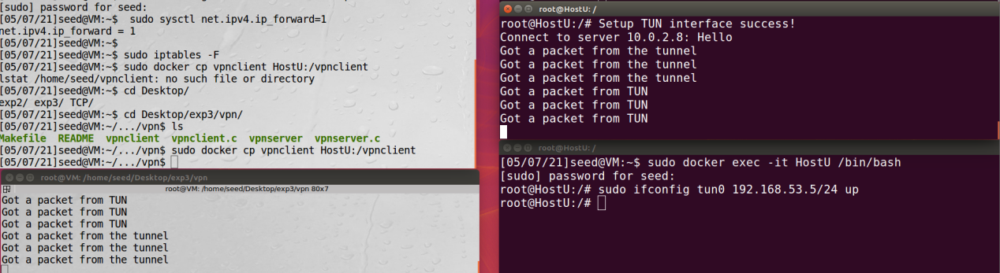 [sudo] password for seed:
[05/07/21]seed@VM:~$  sudo sysctl net.ipv4.ip_forward=1
net.ipv4.ip_forward = 1
[05/07/21]seed@VM:~$
[05/07/21]seed@VM:~$ sudo iptables -F
[05/07/21]seed@VM:~$ sudo docker cp vpnclient HostU:/vpnclient
lstat /home/seed/vpnclient: no such file or directory
[05/07/21]seed@VM:~$ cd Desktop/
exp2/ exp3/ TCP/
[05/07/21]seed@VM:~$ cd Desktop/exp3/vpn/
[05/07/21]seed@VM:~/.../vpn$ ls
Makefile  README  vpnclient  vpnclient.c  vpnserver  vpnserver.c
[05/07/21]seed@VM:~/.../vpn$ sudo docker cp vpnclient HostU:/vpnclient
[05/07/21]seed@VM:~/.../vpn$
root@VM: /home/seed/Desktop/exp3/vpn
root@VM: /home/seed/Desktop/exp3/vpn 80x7
Got a packet from TUN
Got a packet from TUN
Got a packet from TUN
Got a packet from the tunnel
Got a packet from the tunnel
Got a packet from the tunnel
root@HostU: /
root@HostU:/# Setup TUN interface success!
Connect to server 10.0.2.8: Hello
Got a packet from the tunnel
Got a packet from the tunnel
Got a packet from the tunnel
Got a packet from TUN
Got a packet from TUN
Got a packet from TUN
root@HostU: /
[05/07/21]seed@VM:~$ sudo docker exec -it HostU /bin/bash
[sudo] password for seed:
root@HostU:/# sudo ifconfig tun0 192.168.53.5/24 up
root@HostU:/#